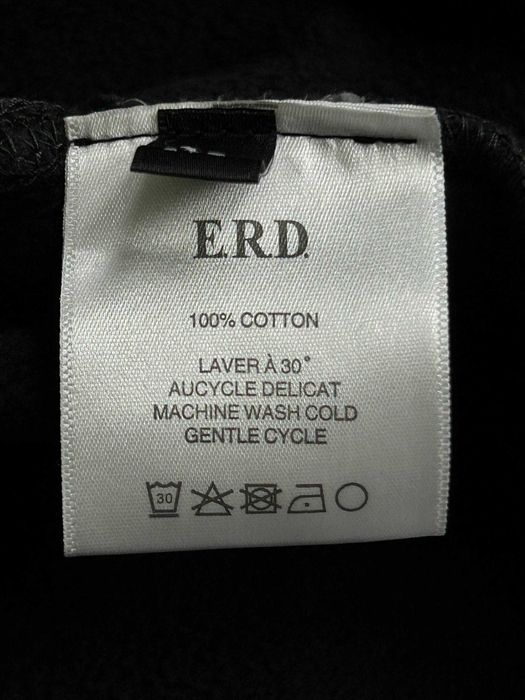 E.R.D.
100% COTTON
LAVER À 30°
AUCYCLE DELICAT
MACHINE WASH COLD
GENTLE CYCLE
30